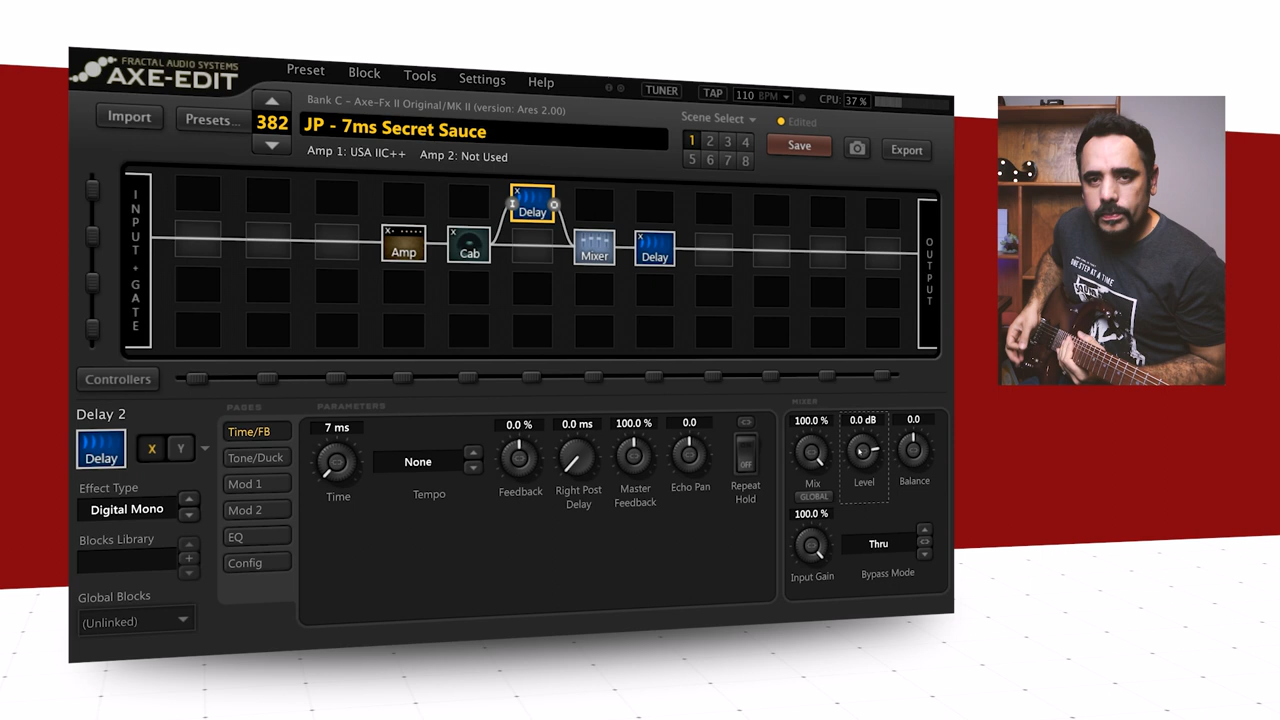 FRACTAL AUDIO SYSTEMS
AXE-EDIT
Preset Block Tools Settings Help
TUNER TAP 110 BPM CPU: 37 %
Import Presets... 382
Bank C - Axe-Fx II Original/MK II (version: Ares 2.00)
JP - 7ms Secret Sauce
Amp 1: USA IIC++ Amp 2: Not Used
Scene Select
1 2 3 4
5 6 7 8
Edited
Save
Export
INPUT • GATE
X Amp
X Cab
X Delay
Mixer
X Delay
OUTPUT
Controllers
Delay 2
Delay
X Y
Effect Type
Digital Mono
Blocks Library
Global Blocks
(Unlinked)
PAGES
Time/FB
Tone/Duck
Mod 1
Mod 2
EQ
Config
PARAMETERS
7 ms
Time
None
Tempo
0.0 %
Feedback
0.0 ms
Right Post
Delay
100.0 %
Master
Feedback
0.0
Echo Pan
OFF
Repeat
Hold
MIXER
100.0 %
Mix
GLOBAL
0.0 dB
Level
0.0
Balance
100.0 %
Input Gain
Thru
Bypass Mode
ONE STEP AT A TIME